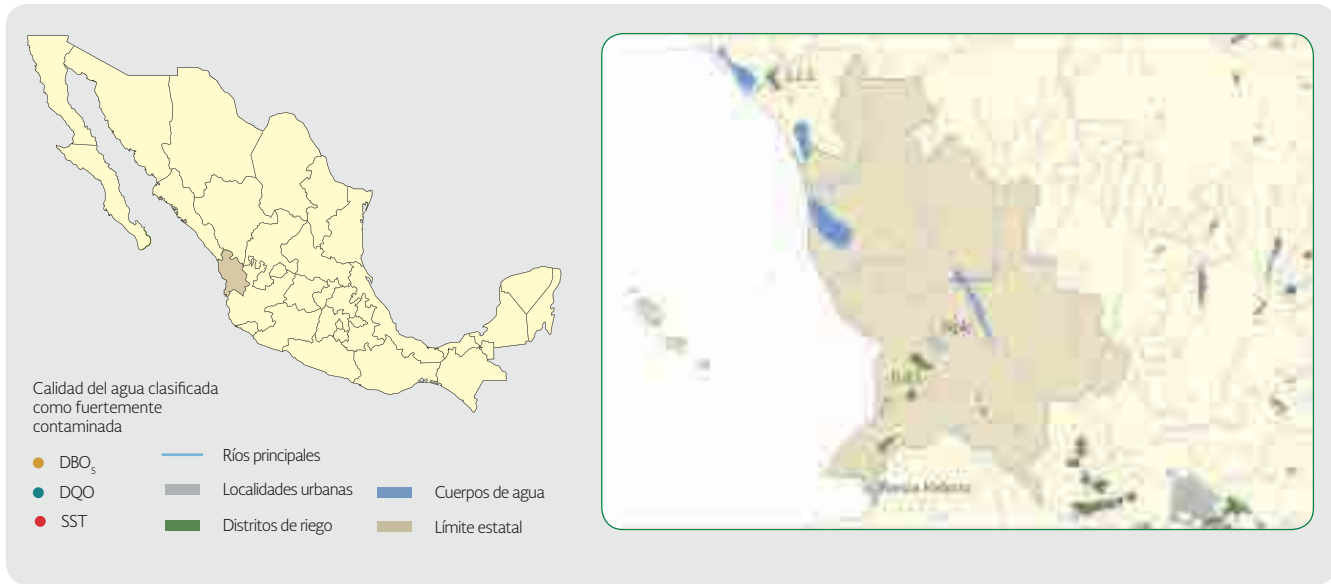 Calidad del agua clasificada
como fuertemente
contaminada
DBO5
DQO
SST
Ríos principales
Localidades urbanas
Distritos de riego
Cuerpos de agua
Límite estatal